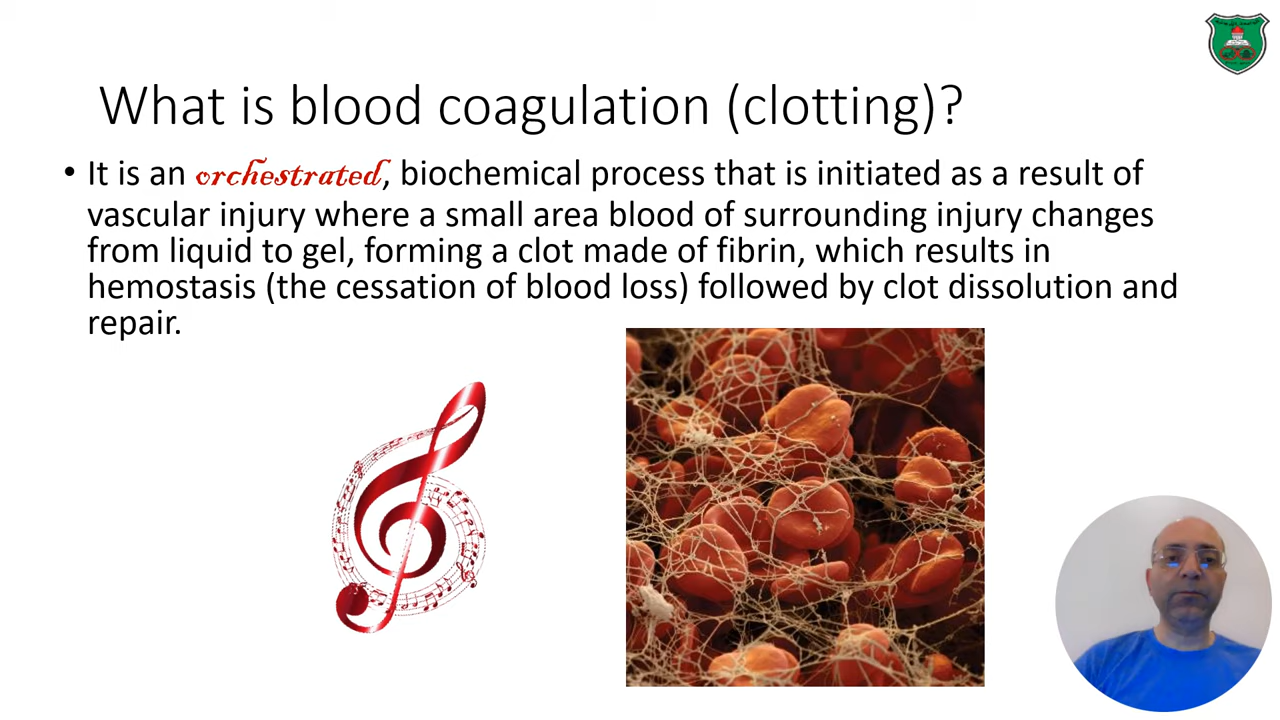 What is blood coagulation (clotting)?
• It is an orchestrated, biochemical process that is initiated as a result of
vascular injury where a small area blood of surrounding injury changes
from liquid to gel, forming a clot made of fibrin, which results in
hemostasis (the cessation of blood loss) followed by clot dissolution and
repair.